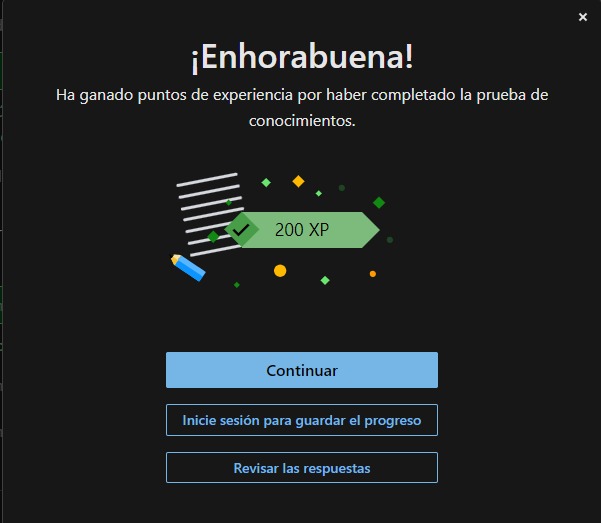 ¡Enhorabuena!
Ha ganado puntos de experiencia por haber completado la prueba de
conocimientos.
200 XP
Continuar
Inicie sesión para guardar el progreso
Revisar las respuestas